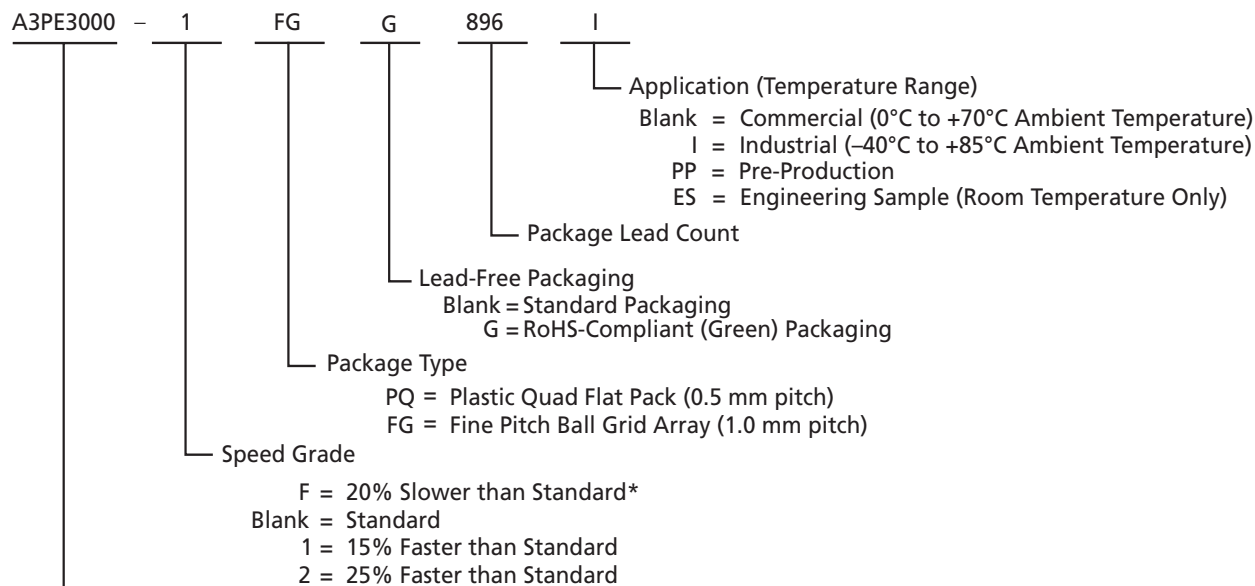 A3PE3000 – 1 FG G 896 I
Application (Temperature Range)
Blank = Commercial (0°C to +70°C Ambient Temperature)
I = Industrial (–40°C to +85°C Ambient Temperature)
PP = Pre-Production
ES = Engineering Sample (Room Temperature Only)
Package Lead Count
Lead-Free Packaging
Blank = Standard Packaging
G = RoHS-Compliant (Green) Packaging
Package Type
PQ = Plastic Quad Flat Pack (0.5 mm pitch)
FG = Fine Pitch Ball Grid Array (1.0 mm pitch)
Speed Grade
F = 20% Slower than Standard*
Blank = Standard
1 = 15% Faster than Standard
2 = 25% Faster than Standard